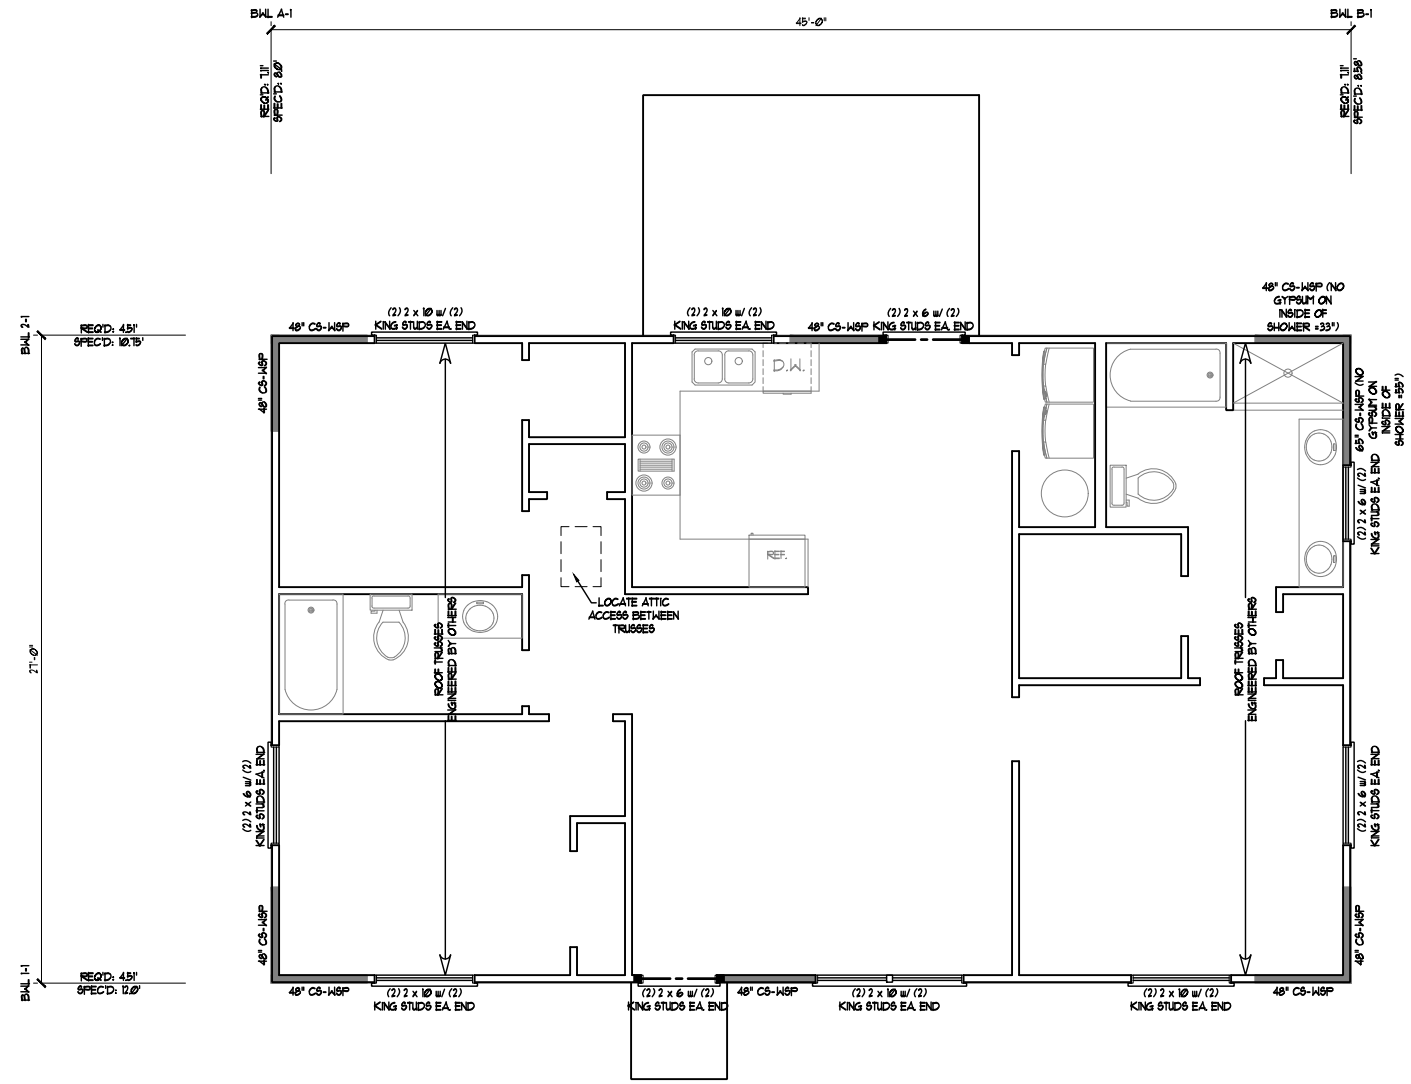 BWL A-1
BWL B-1
45'-0"
REQ'D: 7.11'
SPEC'D: 8.0'
REQ'D: 7.11'
SPEC'D: 8.58'
BWL 2-1
REQ'D: 4.51'
SPEC'D: 10.75'
48" CS-WSP
(2) 2 x 10 w/ (2)
KING STUDS EA. END
(2) 2 x 10 w/ (2)
KING STUDS EA. END
48" CS-WSP
(2) 2 x 6 w/ (2)
KING STUDS EA. END
48" CS-WSP (NO
GYPSUM ON
INSIDE OF
SHOWER =33")
48" CS-WSP
D.W.
65" CS-WSP (NO
GYPSUM ON
INSIDE OF
SHOWER =55")
(2) 2 x 6 w/ (2)
KING STUDS EA. END
REF.
LOCATE ATTIC
ACCESS BETWEEN
TRUSSES
ROOF TRUSSES
ENGINEERED BY OTHERS
ROOF TRUSSES
ENGINEERED BY OTHERS
27'-0"
(2) 2 x 6 w/ (2)
KING STUDS EA. END
(2) 2 x 6 w/ (2)
KING STUDS EA. END
48" CS-WSP
48" CS-WSP
BWL 1-1
REQ'D: 4.51'
SPEC'D: 12.0'
48" CS-WSP
(2) 2 x 10 w/ (2)
KING STUDS EA. END
(2) 2 x 6 w/ (2)
KING STUDS EA. END
48" CS-WSP
(2) 2 x 10 w/ (2)
KING STUDS EA. END
(2) 2 x 10 w/ (2)
KING STUDS EA. END
48" CS-WSP